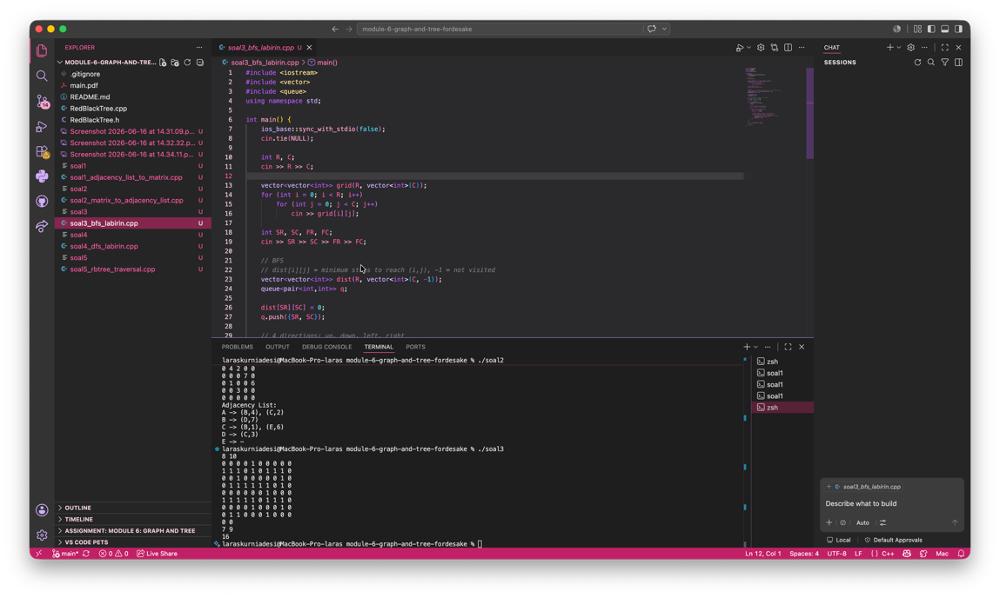 module-6-graph-and-tree-fordesake
EXPLORER
MODULE-6-GRAPH-AND-TRE...
.gitignore
main.pdf
README.md
RedBlackTree.cpp
RedBlackTree.h
Screenshot 2026-06-16 at 14.31.09.p... U
Screenshot 2026-06-16 at 14.32.32.p... U
Screenshot 2026-06-16 at 14.34.11.p... U
soal1 U
soal1_adjacency_list_to_matrix.cpp U
soal2 U
soal2_matrix_to_adjacency_list.cpp U
soal3 U
soal3_bfs_labirin.cpp U
soal4 U
soal4_dfs_labirin.cpp U
soal5 U
soal5_rbtree_traversal.cpp U
OUTLINE
TIMELINE
ASSIGNMENT: MODULE 6: GRAPH AND TREE
VS CODE PETS
14
soal3_bfs_labirin.cpp U
soal3_bfs_labirin.cpp > main()
1 #include <iostream>
2 #include <vector>
3 #include <queue>
4 using namespace std;
5
6 int main() {
7 ios_base::sync_with_stdio(false);
8 cin.tie(NULL);
9
10 int R, C;
11 cin >> R >> C;
12
13 vector<vector<int>> grid(R, vector<int>(C));
14 for (int i = 0; i < R; i++)
15 for (int j = 0; j < C; j++)
16 cin >> grid[i][j];
17
18 int SR, SC, FR, FC;
19 cin >> SR >> SC >> FR >> FC;
20
21 // BFS
22 // dist[i][j] = minimum steps to reach (i,j), -1 = not visited
23 vector<vector<int>> dist(R, vector<int>(C, -1));
24 queue<pair<int,int>> q;
25
26 dist[SR][SC] = 0;
27 q.push({SR, SC});
28
29 // 4 directions: up, down, left, right
PROBLEMS OUTPUT DEBUG CONSOLE TERMINAL PORTS
laraskurniadesi@MacBook-Pro-laras module-6-graph-and-tree-fordesake % ./soal2
0 4 2 0 0
0 0 0 7 0
0 1 0 0 6
0 0 3 0 0
0 0 0 0 0
Adjacency List:
A -> (B,4), (C,2)
B -> (D,7)
C -> (B,1), (E,6)
D -> (C,3)
E -> -
laraskurniadesi@MacBook-Pro-laras module-6-graph-and-tree-fordesake % ./soal3
8 10
0 0 0 0 1 0 0 0 0 0
1 1 1 0 1 0 1 1 1 0
0 0 1 0 0 0 0 0 1 0
0 1 1 1 1 1 1 0 1 0
0 0 0 0 0 0 1 0 0 0
1 1 1 1 1 0 1 1 1 0
0 0 0 0 1 0 0 0 1 0
0 1 1 0 0 0 1 0 0 0
0 0
7 9
16
laraskurniadesi@MacBook-Pro-laras module-6-graph-and-tree-fordesake %
zsh
soal1
soal1
soal1
zsh
CHAT
SESSIONS
soal3_bfs_labirin.cpp
Describe what to build
Auto
Local
Default Approvals
main*
0
0
Live Share
Ln 12, Col 1
Spaces: 4
UTF-8
LF
{ } C++
Mac